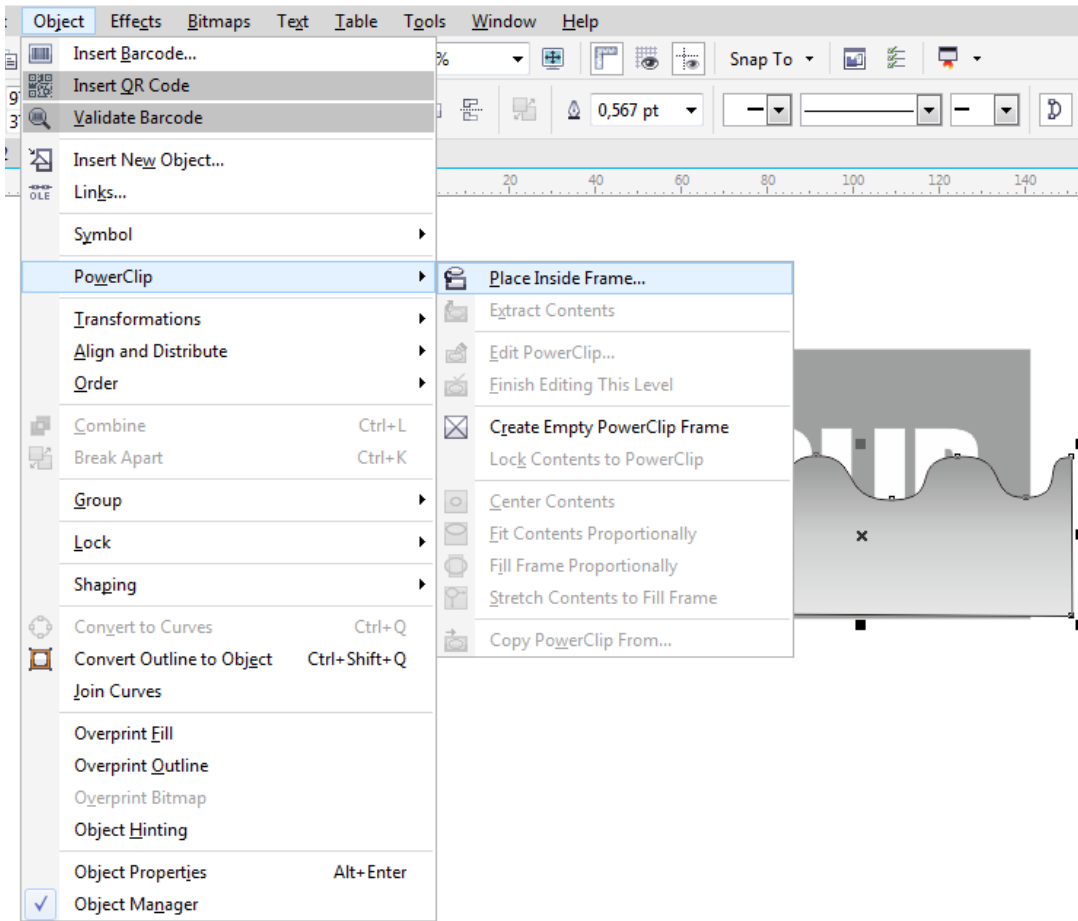 Object Effects Bitmaps Text Table Tools Window Help
Insert Barcode...
% Snap To
Insert QR Code
Validate Barcode
0,567 pt
Insert New Object...
OLE Links...
20 40 60 80 100 120 140
Symbol
PowerClip
Place Inside Frame...
Extract Contents
Transformations
Align and Distribute
Edit PowerClip...
Order
Finish Editing This Level
Combine Ctrl+L
Create Empty PowerClip Frame
Break Apart Ctrl+K
Lock Contents to PowerClip
Group
Center Contents
Lock
Fit Contents Proportionally
Fill Frame Proportionally
Shaping
Stretch Contents to Fill Frame
Convert to Curves Ctrl+Q
Copy PowerClip From...
Convert Outline to Object Ctrl+Shift+Q
Join Curves
Overprint Fill
Overprint Outline
Overprint Bitmap
Object Hinting
Object Properties Alt+Enter
Object Manager